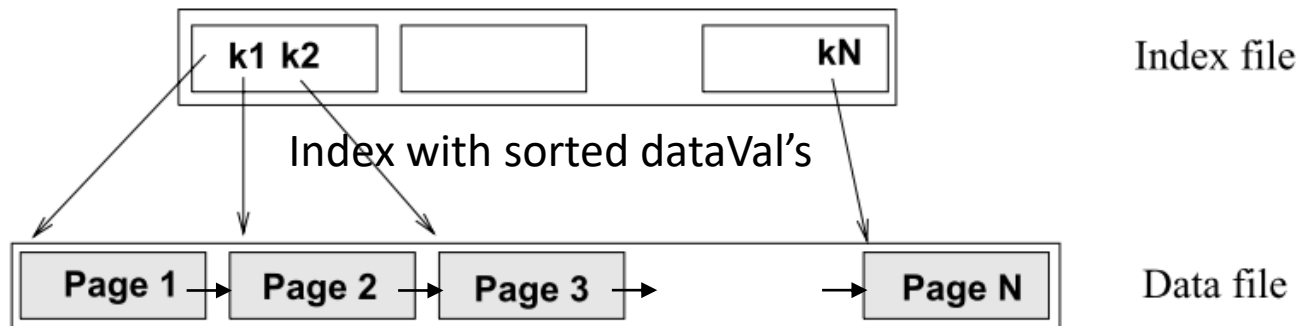 k1 k2 kN Index file
Index with sorted dataVal's
Page 1 Page 2 Page 3 Page N Data file